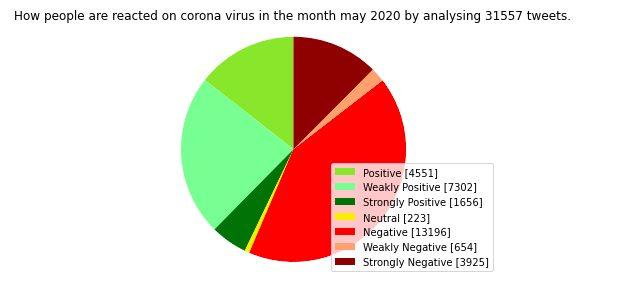 How people are reacted on corona virus in the month may 2020 by analysing 31557 tweets.
Positive [4551]
Weakly Positive [7302]
Strongly Positive [1656]
Neutral [223]
Negative [13196]
Weakly Negative [654]
Strongly Negative [3925]